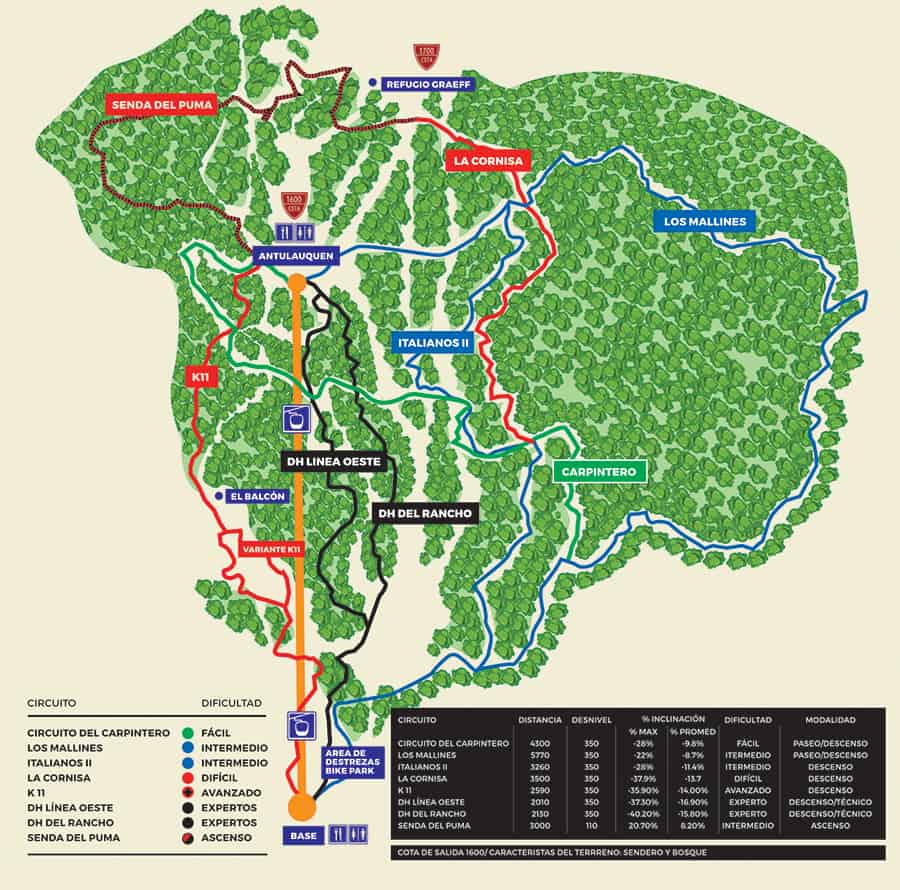 1700
COTA
REFUGIO GRAEFF
SENDA DEL PUMA
LA CORNISA
1600
COTA
LOS MALLINES
ANTULAUQUEN
ITALIANOS II
K11
DH LINEA OESTE
CARPINTERO
EL BALCÓN
DH DEL RANCHO
VARIANTE K11
AREA DE
DESTREZAS
BIKE PARK
BASE
CIRCUITO DIFICULTAD
CIRCUITO DEL CARPINTERO FÁCIL
LOS MALLINES INTERMEDIO
ITALIANOS II INTERMEDIO
LA CORNISA DIFÍCIL
K 11 AVANZADO
DH LÍNEA OESTE EXPERTOS
DH DEL RANCHO EXPERTOS
SENDA DEL PUMA ASCENSO
CIRCUITO DISTANCIA DESNIVEL % INCLINACIÓN DIFICULTAD MODALIDAD
% MAX % PROMED
CIRCUITO DEL CARPINTERO 4300 350 -28% -9.8% FÁCIL PASEO/DESCENSO
LOS MALLINES 5770 350 -22% -8.7% ITERMEDIO PASEO/DESCENSO
ITALIANOS II 3260 350 -28% -11.4% ITERMEDIO DESCENSO
LA CORNISA 3500 350 -37.9% -13.7 DIFÍCIL DESCENSO
K 11 2590 350 -35.90% -14.00% AVANZADO DESCENSO
DH LÍNEA OESTE 2010 350 -37.30% -16.90% EXPERTO DESCENSO/TÉCNICO
DH DEL RANCHO 2130 350 -40.20% -15.80% EXPERTO DESCENSO/TÉCNICO
SENDA DEL PUMA 3000 110 20.70% 8.20% INTERMEDIO ASCENSO
COTA DE SALIDA 1600/ CARACTERISTAS DEL TERRRENO: SENDERO Y BOSQUE